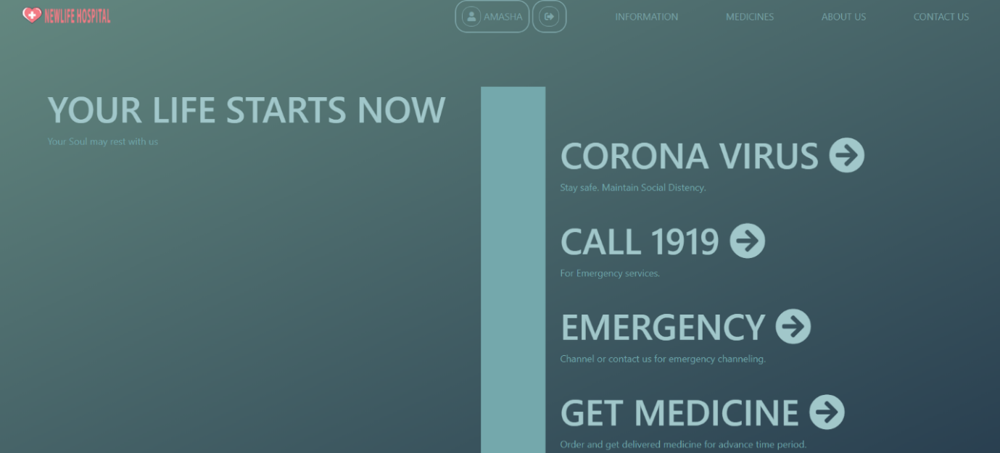 NEWLIFE HOSPITAL
AMASHA
INFORMATION
MEDICINES
ABOUT US
CONTACT US
YOUR LIFE STARTS NOW
Your Soul may rest with us
CORONA VIRUS
Stay safe. Maintain Social Distency.
CALL 1919
For Emergency services.
EMERGENCY
Channel or contact us for emergency channeling.
GET MEDICINE
Order and get delivered medicine for advance time period.